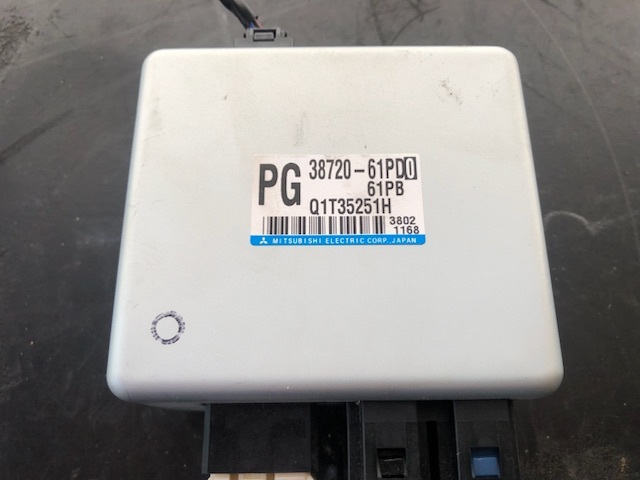 PG 38720-61PD0
61PB
Q1T35251H
3802
1168
MITSUBISHI ELECTRIC CORP., JAPAN